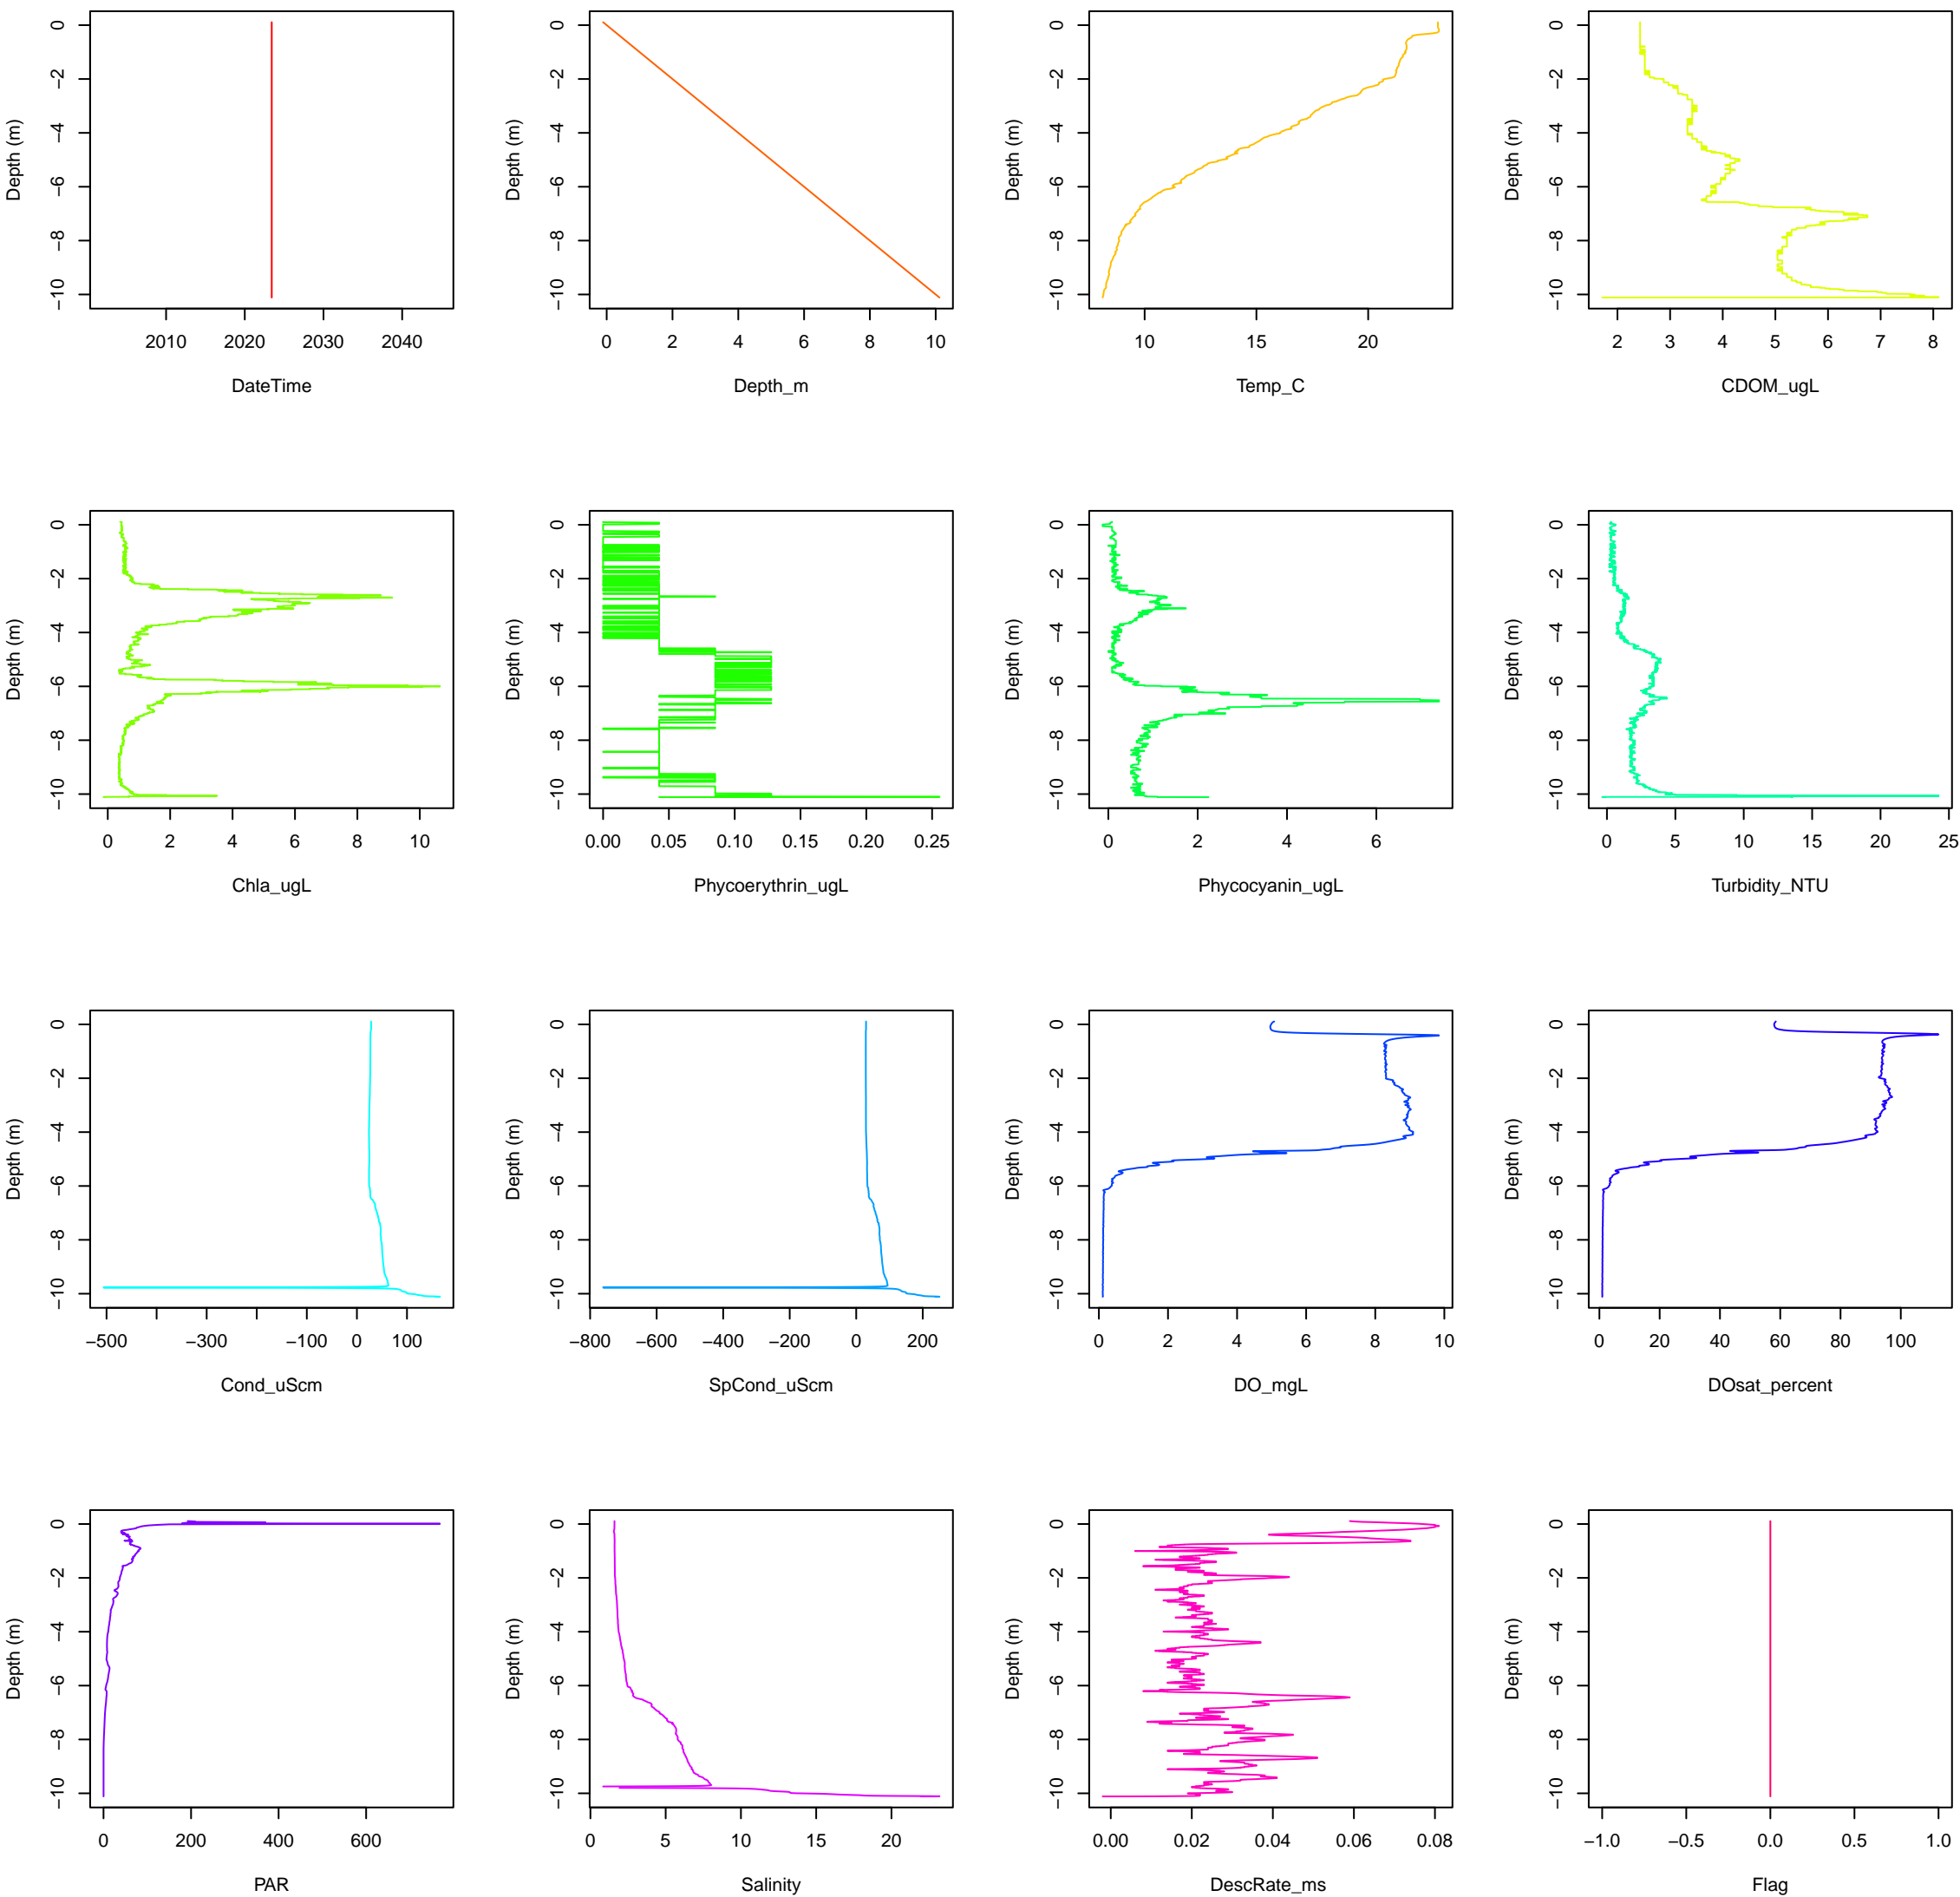 0 −2 −4 −6 −8 −10
Depth (m)
2010 2020 2030 2040
DateTime
0 −2 −4 −6 −8 −10
Depth (m)
0 2 4 6 8 10
Depth_m
0 −2 −4 −6 −8 −10
Depth (m)
10 15 20
Temp_C
0 −2 −4 −6 −8 −10
Depth (m)
2 3 4 5 6 7 8
CDOM_ugL
0 −2 −4 −6 −8 −10
Depth (m)
0 2 4 6 8 10
Chla_ugL
0 −2 −4 −6 −8 −10
Depth (m)
0.00 0.05 0.10 0.15 0.20 0.25
Phycoerythrin_ugL
0 −2 −4 −6 −8 −10
Depth (m)
0 2 4 6
Phycocyanin_ugL
0 −2 −4 −6 −8 −10
Depth (m)
0 5 10 15 20 25
Turbidity_NTU
0 −2 −4 −6 −8 −10
Depth (m)
−500 −300 −100 0 100
Cond_uScm
0 −2 −4 −6 −8 −10
Depth (m)
−800 −600 −400 −200 0 200
SpCond_uScm
0 −2 −4 −6 −8 −10
Depth (m)
0 2 4 6 8 10
DO_mgL
0 −2 −4 −6 −8 −10
Depth (m)
0 20 40 60 80 100
DOsat_percent
0 −2 −4 −6 −8 −10
Depth (m)
0 200 400 600
PAR
0 −2 −4 −6 −8 −10
Depth (m)
0 5 10 15 20
Salinity
0 −2 −4 −6 −8 −10
Depth (m)
0.00 0.02 0.04 0.06 0.08
DescRate_ms
0 −2 −4 −6 −8 −10
Depth (m)
−1.0 −0.5 0.0 0.5 1.0
Flag